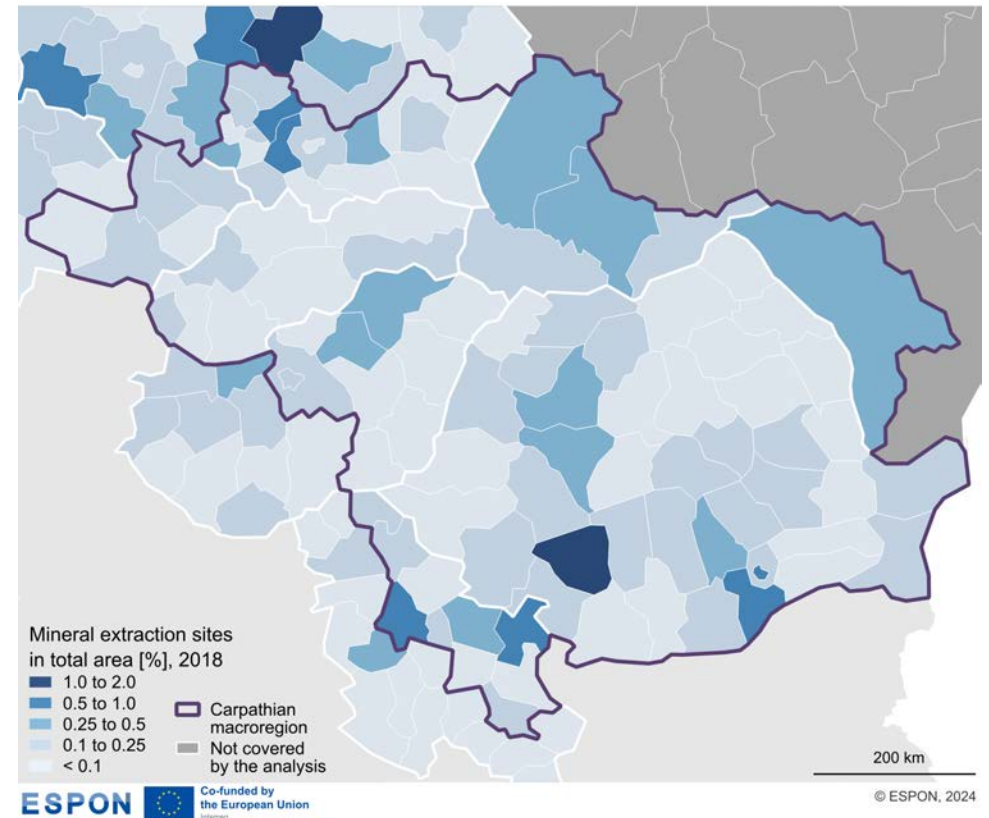 Mineral extraction sites
in total area [%], 2018
1.0 to 2.0
0.5 to 1.0
0.25 to 0.5
0.1 to 0.25
< 0.1
Carpathian
macroregion
Not covered
by the analysis
200 km
ESPON
Co-funded by
the European Union
Interreg
© ESPON, 2024